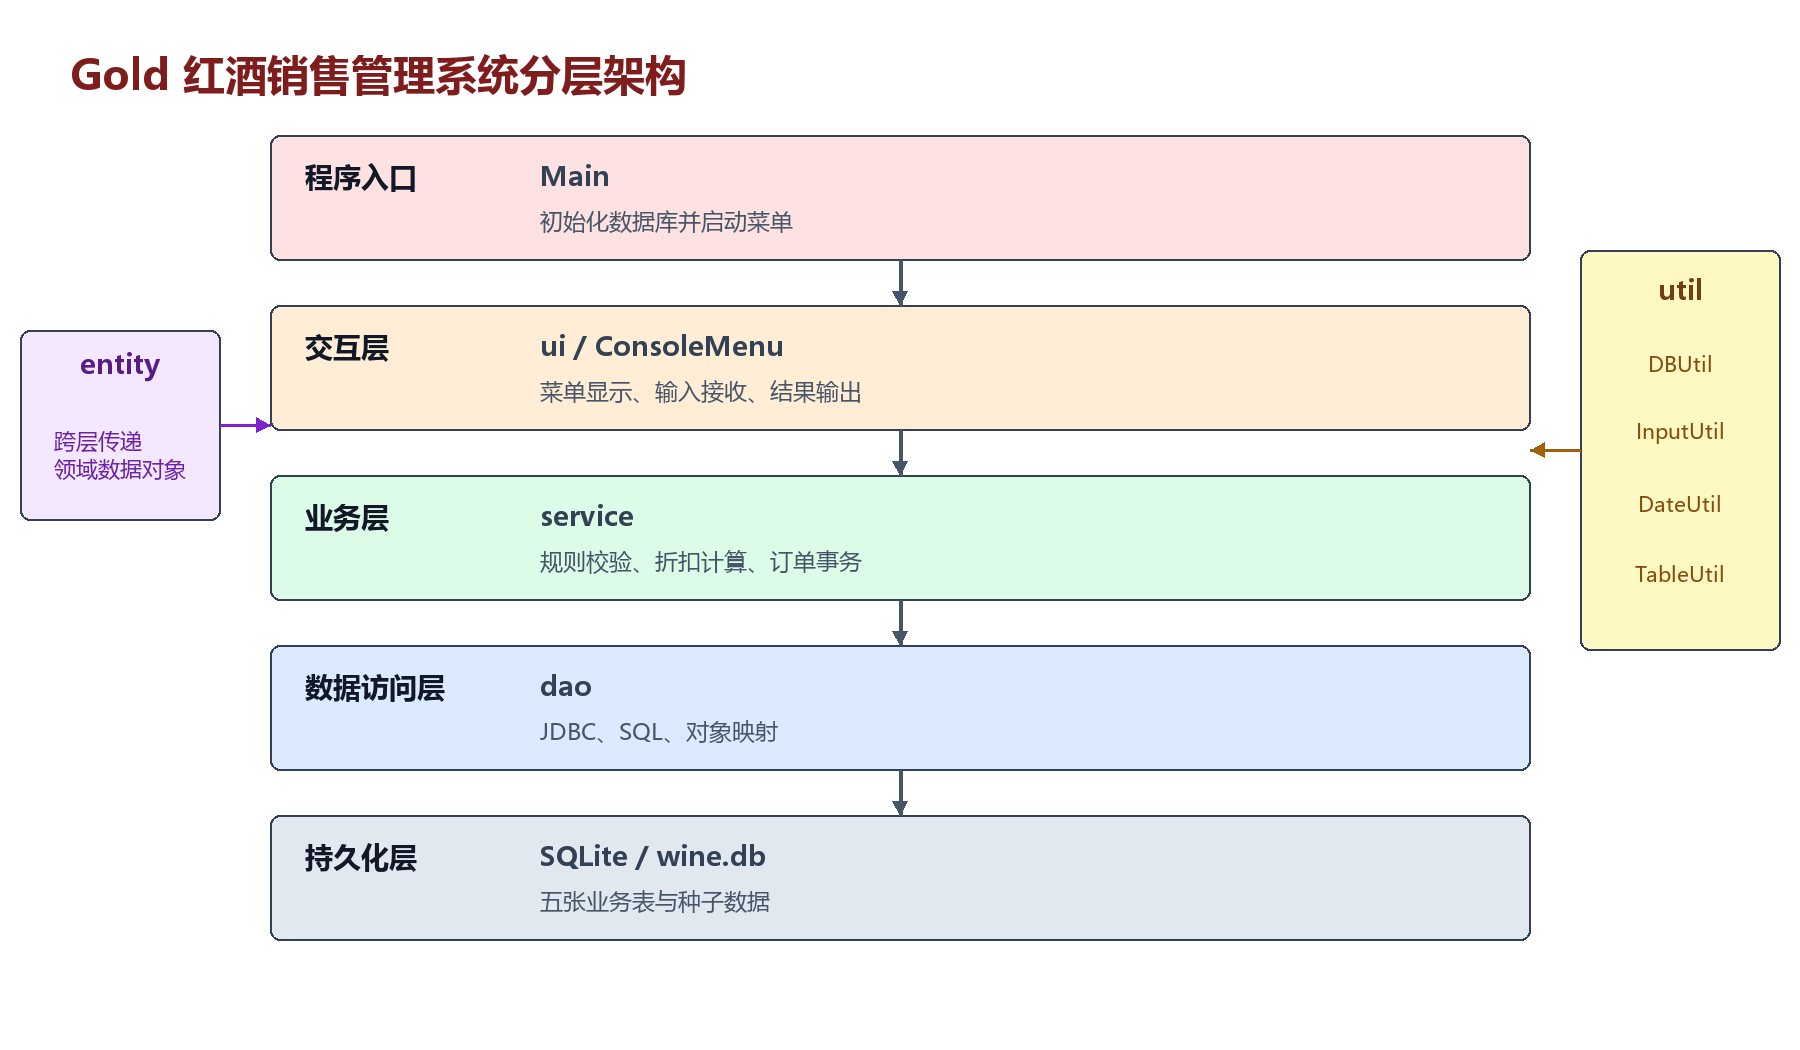 Gold 红酒销售管理系统分层架构
程序入口
Main
初始化数据库并启动菜单
交互层
ui / ConsoleMenu
菜单显示、输入接收、结果输出
业务层
service
规则校验、折扣计算、订单事务
数据访问层
dao
JDBC、SQL、对象映射
持久化层
SQLite / wine.db
五张业务表与种子数据
entity
跨层传递
领域数据对象
util
DBUtil
InputUtil
DateUtil
TableUtil